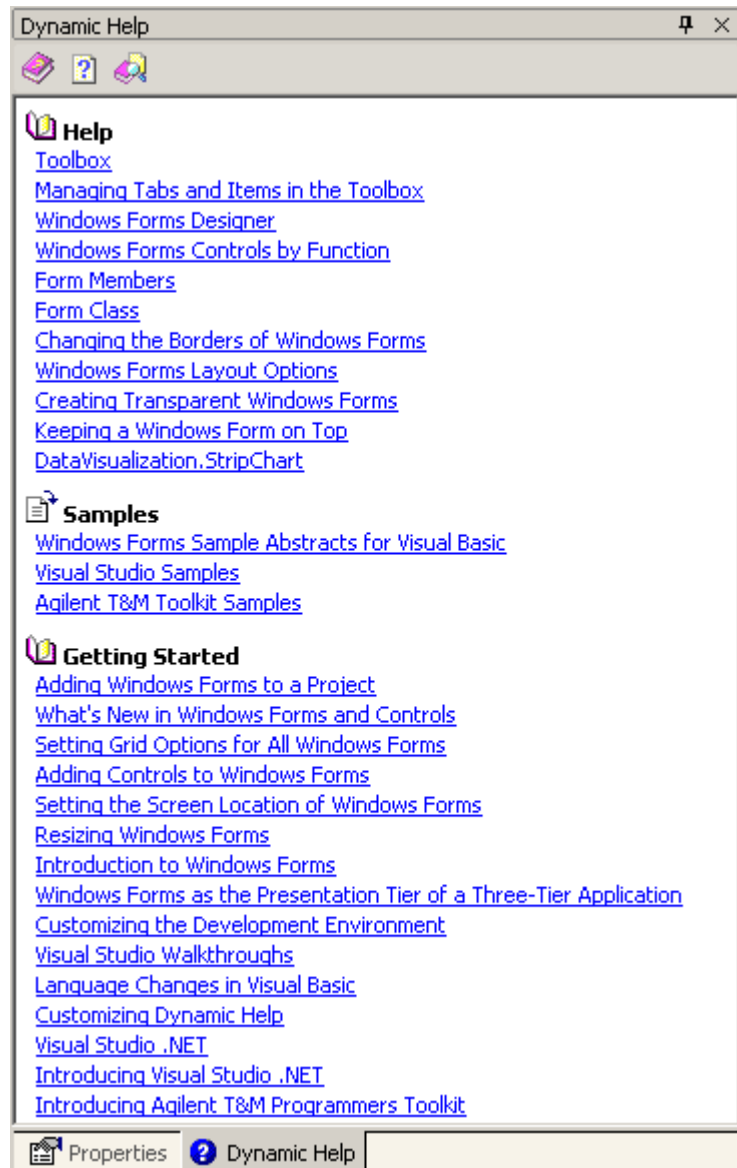 Dynamic Help
Help
Toolbox
Managing Tabs and Items in the Toolbox
Windows Forms Designer
Windows Forms Controls by Function
Form Members
Form Class
Changing the Borders of Windows Forms
Windows Forms Layout Options
Creating Transparent Windows Forms
Keeping a Windows Form on Top
DataVisualization.StripChart
Samples
Windows Forms Sample Abstracts for Visual Basic
Visual Studio Samples
Agilent T&M Toolkit Samples
Getting Started
Adding Windows Forms to a Project
What's New in Windows Forms and Controls
Setting Grid Options for All Windows Forms
Adding Controls to Windows Forms
Setting the Screen Location of Windows Forms
Resizing Windows Forms
Introduction to Windows Forms
Windows Forms as the Presentation Tier of a Three-Tier Application
Customizing the Development Environment
Visual Studio Walkthroughs
Language Changes in Visual Basic
Customizing Dynamic Help
Visual Studio .NET
Introducing Visual Studio .NET
Introducing Agilent T&M Programmers Toolkit
Properties Dynamic Help